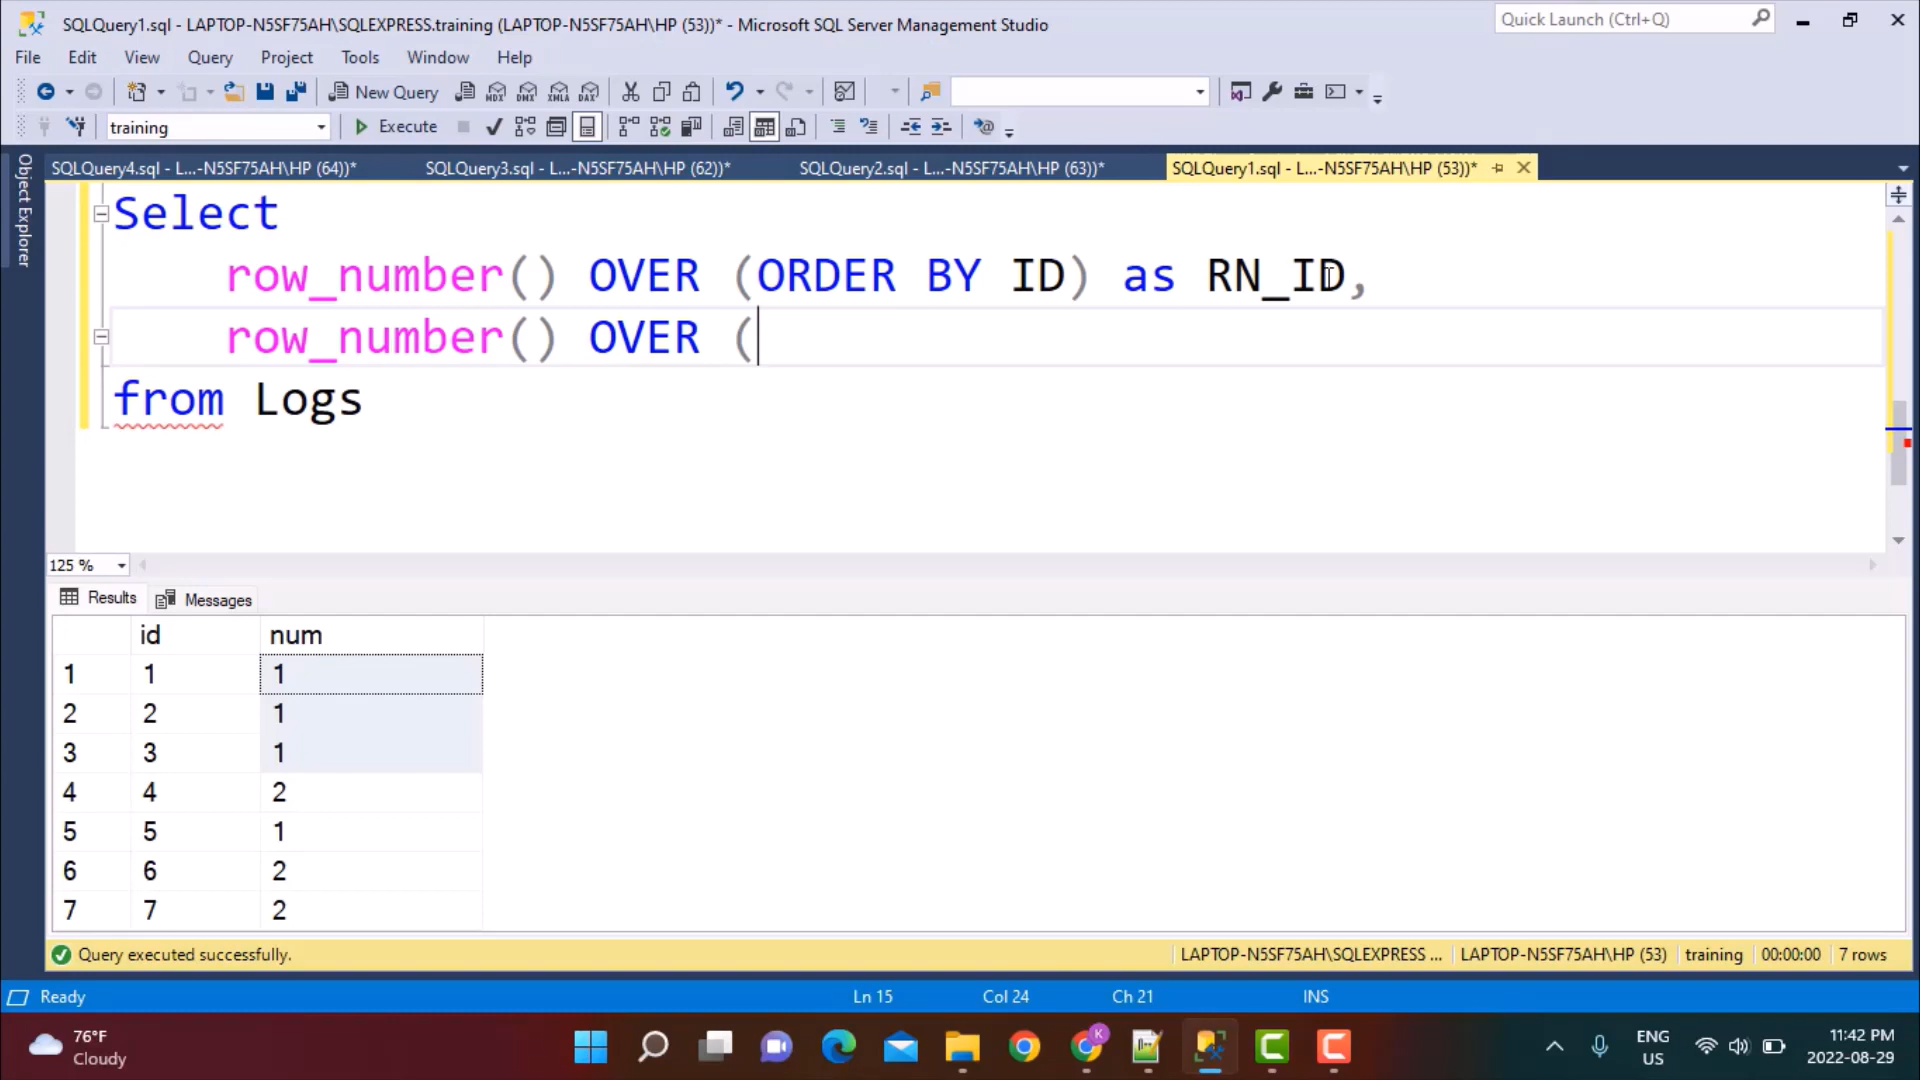 SQLQuery1.sql - LAPTOP-N5SF75AH\SQLEXPRESS.training (LAPTOP-N5SF75AH\HP (53))* - Microsoft SQL Server Management Studio
Quick Launch (Ctrl+Q)
File Edit View Query Project Tools Window Help
New Query
MDX DMX XMLA DAX
training Execute
Object Explorer
SQLQuery4.sql - L...-N5SF75AH\HP (64))* SQLQuery3.sql - L...-N5SF75AH\HP (62))* SQLQuery2.sql - L...-N5SF75AH\HP (63))* SQLQuery1.sql - L...-N5SF75AH\HP (53))*
Select
row_number() OVER (ORDER BY ID) as RN_ID,
row_number() OVER (
from Logs
125 %
Results Messages
id num
1 1 1
2 2 1
3 3 1
4 4 2
5 5 1
6 6 2
7 7 2
Query executed successfully. LAPTOP-N5SF75AH\SQLEXPRESS ... LAPTOP-N5SF75AH\HP (53) training 00:00:00 7 rows
Ready Ln 15 Col 24 Ch 21 INS
76°F
Cloudy
K
ENG
US
11:42 PM
2022-08-29